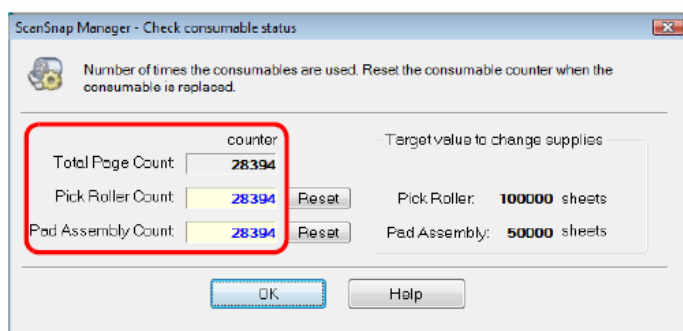 ScanSnap Manager - Check consumable status
Number of times the consumables are used. Reset the consumable counter when the
consumable is replaced.
counter
Total Page Count 28394
Pick Roller Count 28394 Reset
Pad Assembly Count 28394 Reset
Target value to change supplies
Pick Roller: 100000 sheets
Pad Assembly: 50000 sheets
OK Help